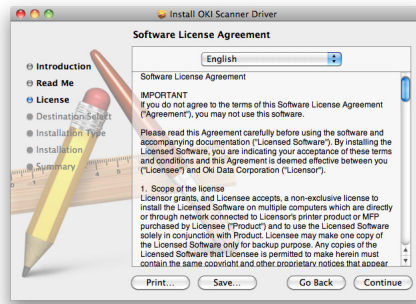 Install OKI Scanner Driver
Software License Agreement
Introduction
Read Me
License
Destination Select
Installation Type
Installation
Summary
English
Software License Agreement
IMPORTANT
If you do not agree to the terms of this Software License Agreement
("Agreement"), you may not use this software.
Please read this Agreement carefully before using the software and
accompanying documentation ("Licensed Software"). By installing the
Licensed Software, you are indicating your acceptance of these terms
and conditions and this Agreement is deemed effective between you
("Licensee") and Oki Data Corporation ("Licensor").
1. Scope of the license
Licensor grants, and Licensee accepts, a non-exclusive license to
install the Licensed Software on multiple computers which are directly
or through network connected to Licensor's printer product or MFP
purchased by Licensee ("Product") and to use the Licensed Software
solely in conjunction with Product. Licensee may make one copy of
the Licensed Software only for backup purpose. Any copies of the
Licensed Software that Licensee is permitted to make herein must
contain the same copyright and other proprietary notices that appear
Print...
Save...
Go Back
Continue